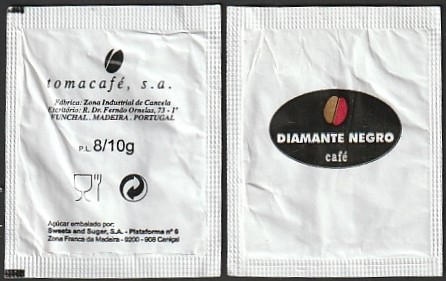 tomacafé, s.a.
Fábrica: Zona Industrial de Cancela
Escritório: R. Dr. Fernão Ornelas, 73 - 1º
FUNCHAL . MADEIRA . PORTUGAL
P.L. 8/10g
Açúcar embalado por:
Sweets and Sugar, S.A. - Plataforma nº 6
Zona Franca da Madeira - 9200 - 908 Caniçal
DIAMANTE NEGRO
café